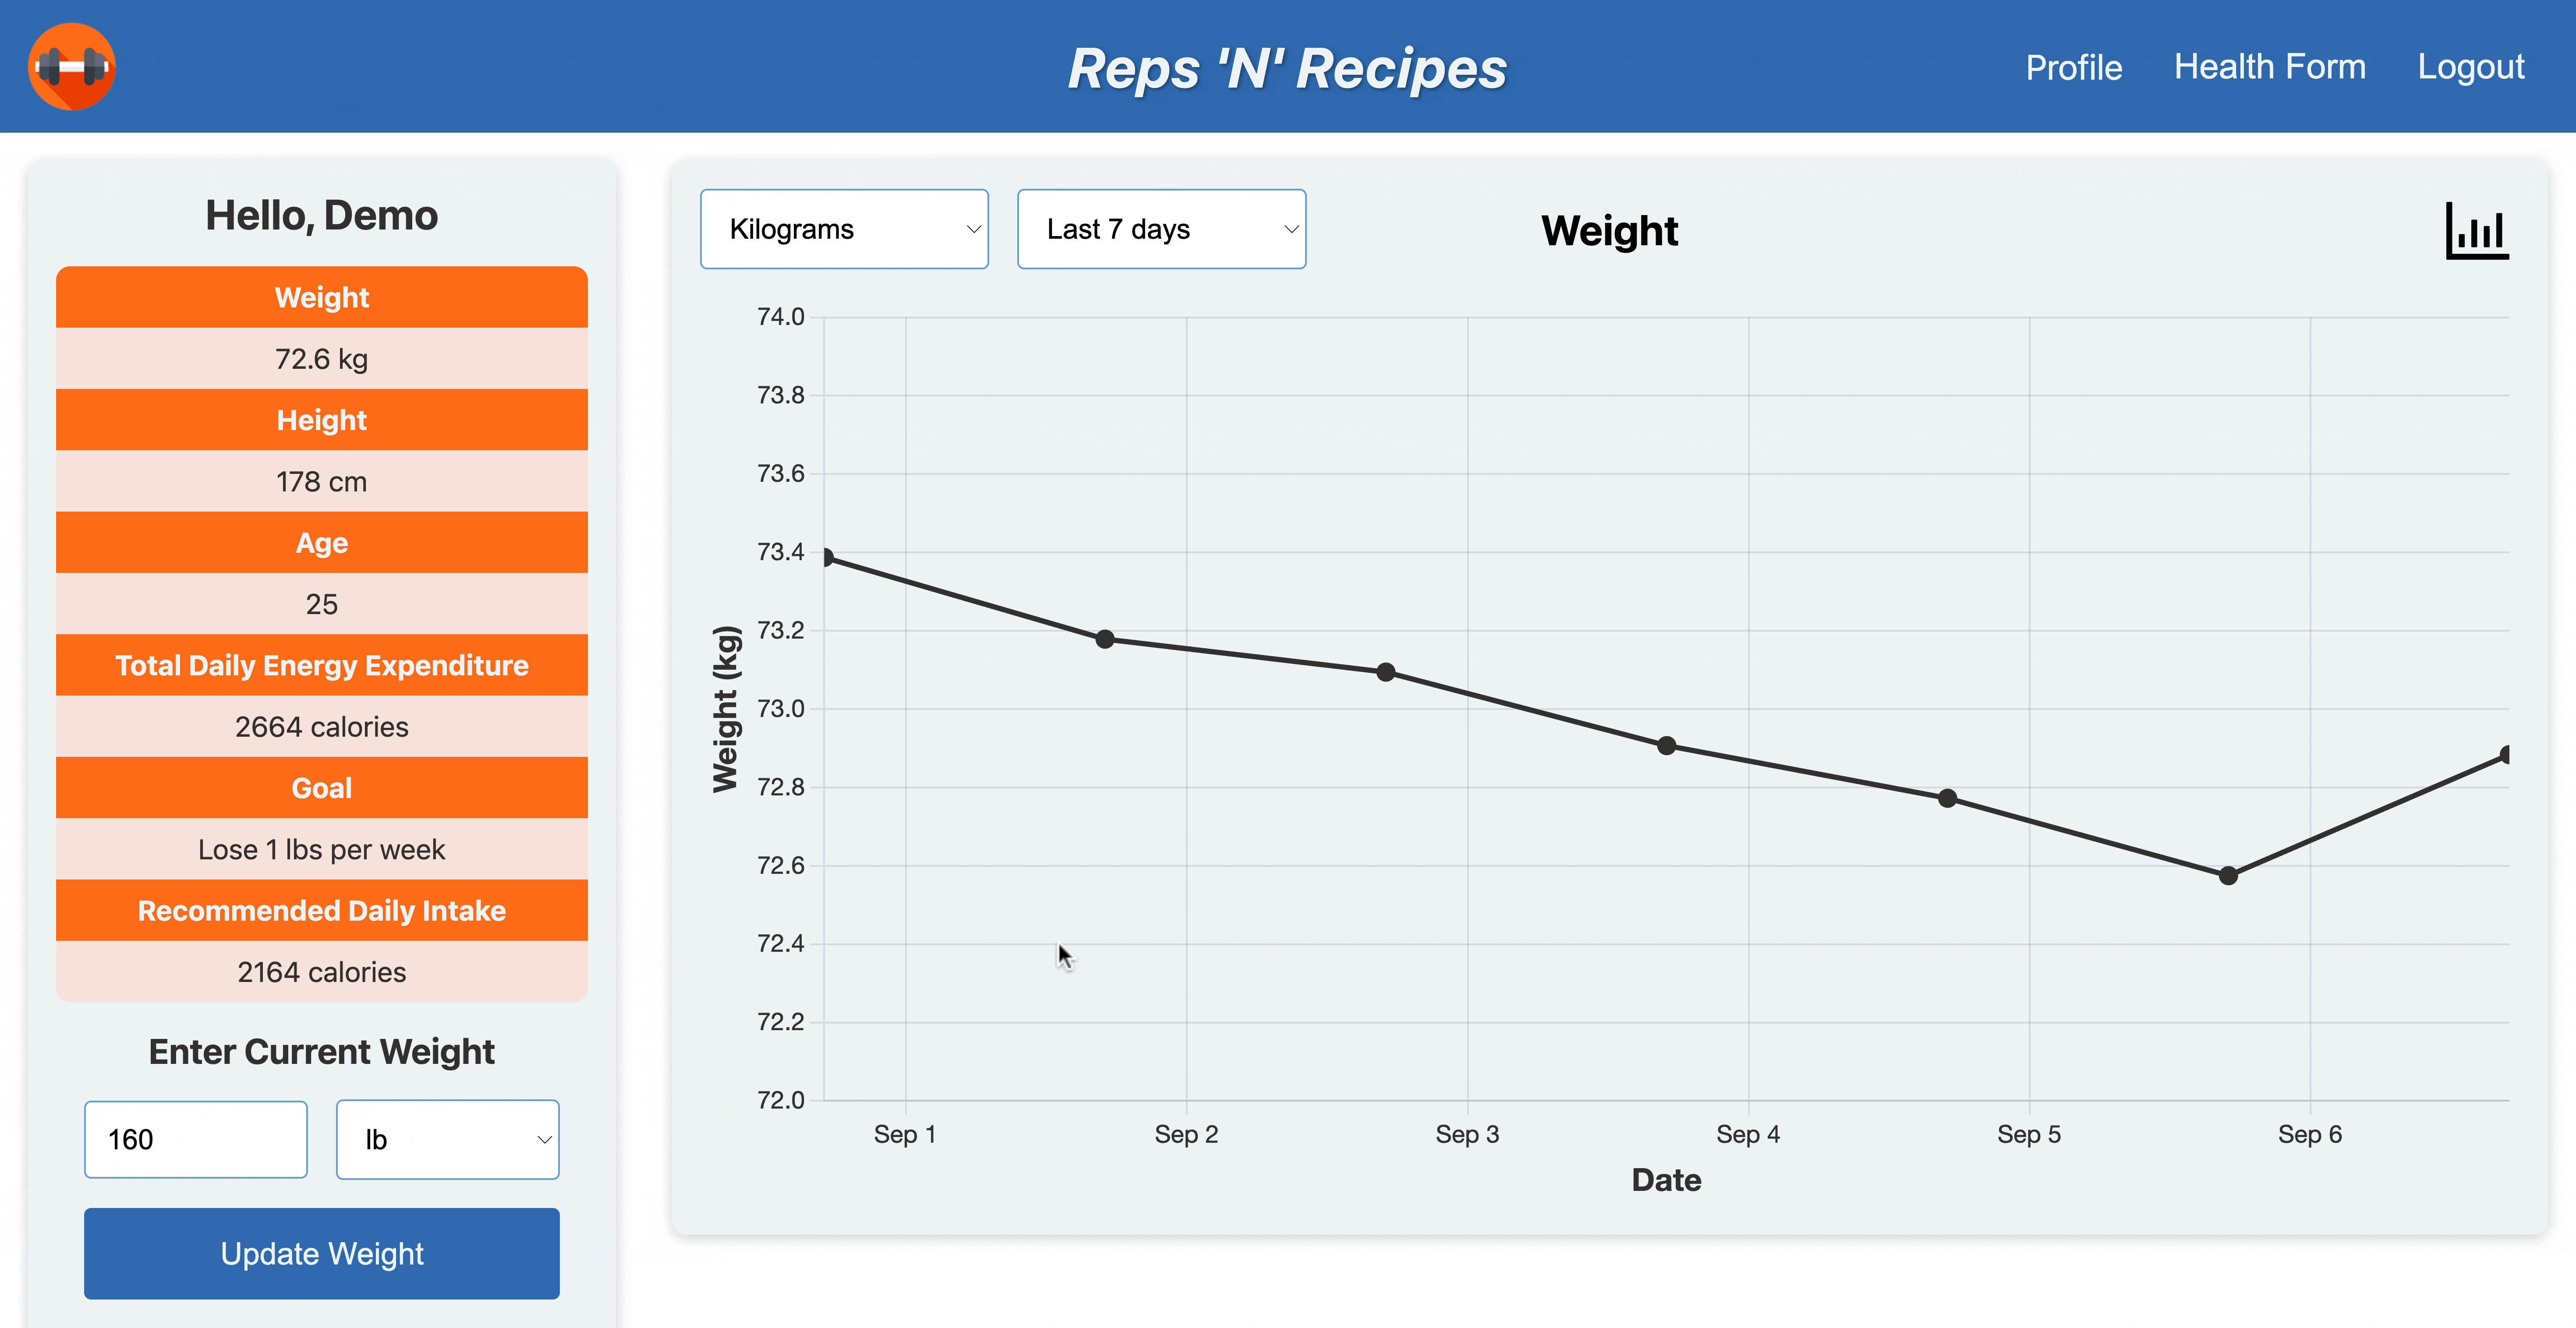 Reps 'N' Recipes
Profile
Health Form
Logout
Hello, Demo
Weight
72.6 kg
Height
178 cm
Age
25
Total Daily Energy Expenditure
2664 calories
Goal
Lose 1 lbs per week
Recommended Daily Intake
2164 calories
Enter Current Weight
160
lb
Update Weight
Kilograms
Last 7 days
Weight
74.0
73.8
73.6
73.4
73.2
73.0
72.8
72.6
72.4
72.2
72.0
Weight (kg)
Sep 1
Sep 2
Sep 3
Sep 4
Sep 5
Sep 6
Date